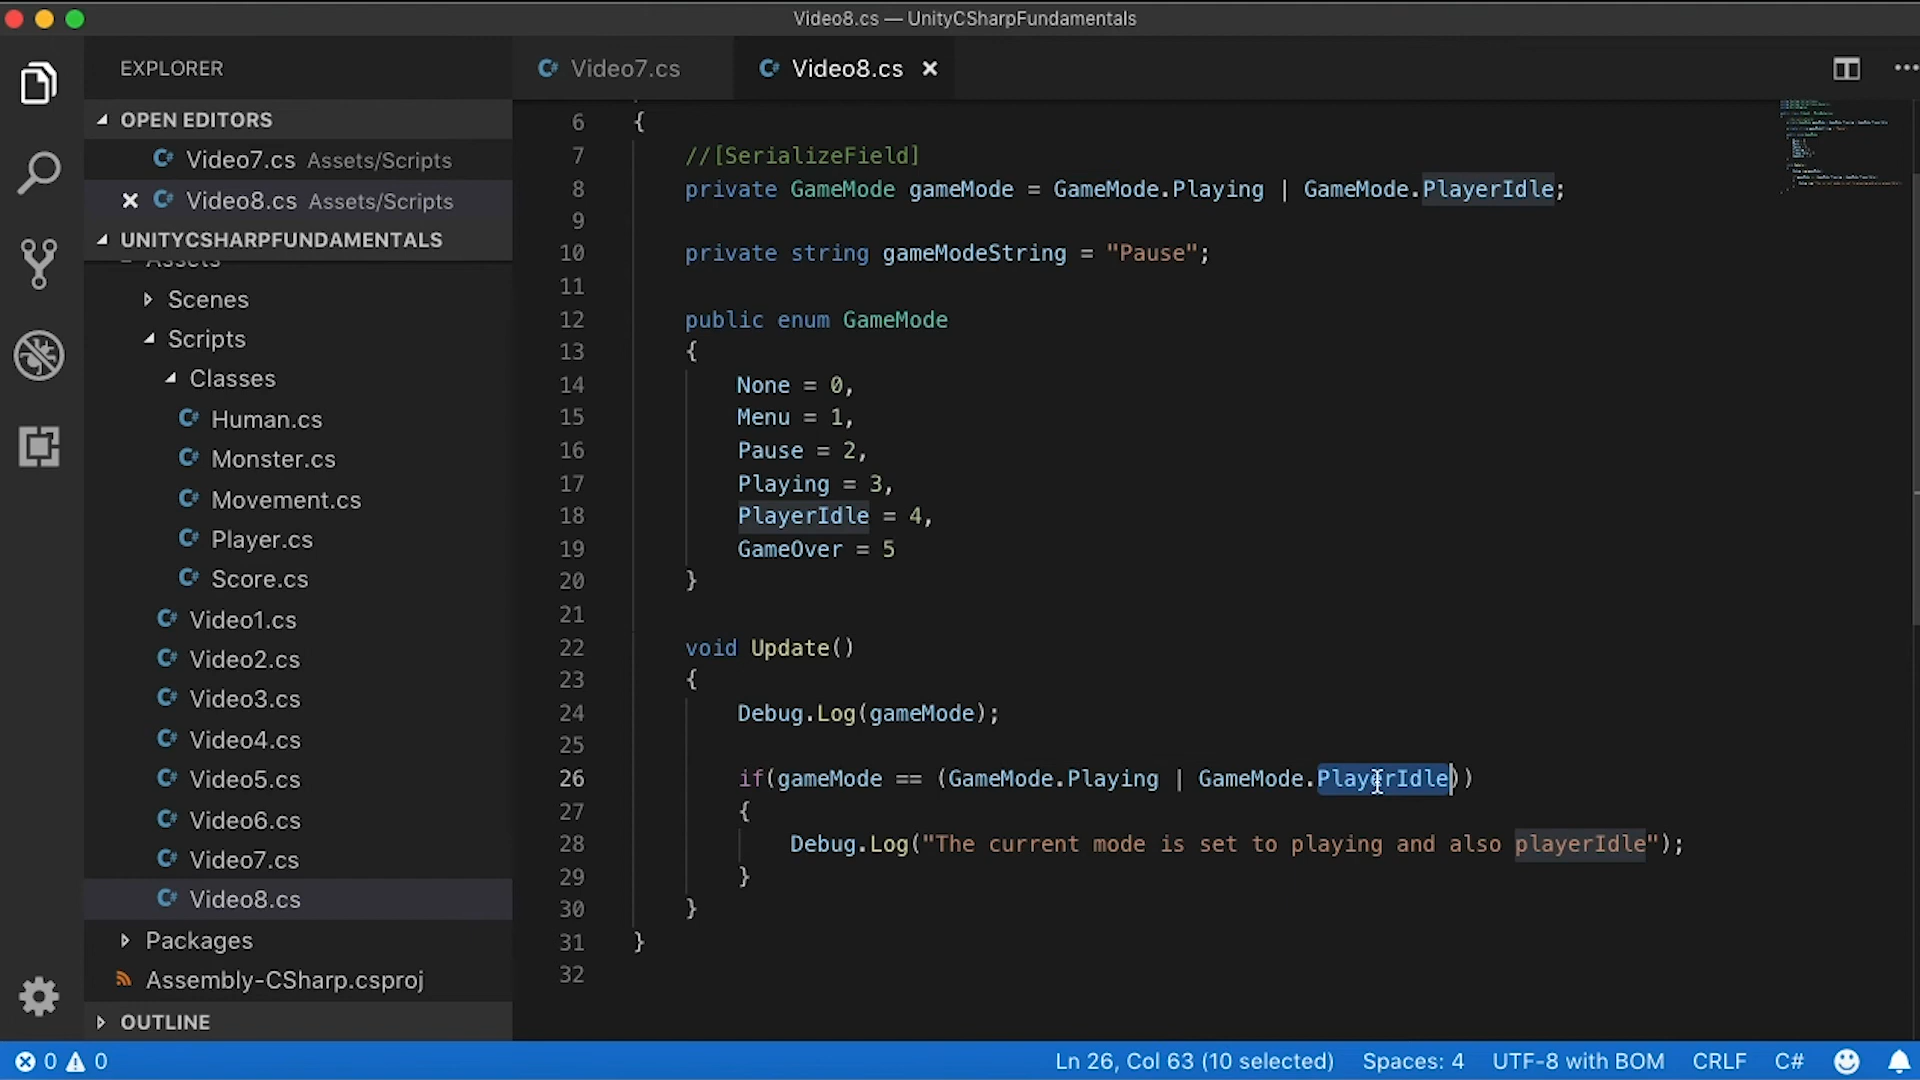 Video8.cs — UnityCSharpFundamentals
EXPLORER
OPEN EDITORS
Video7.cs Assets/Scripts
Video8.cs Assets/Scripts
UNITYCSHARPFUNDAMENTALS
Assets
Scenes
Scripts
Classes
Human.cs
Monster.cs
Movement.cs
Player.cs
Score.cs
Video1.cs
Video2.cs
Video3.cs
Video4.cs
Video5.cs
Video6.cs
Video7.cs
Video8.cs
Packages
Assembly-CSharp.csproj
OUTLINE
Video7.cs
Video8.cs
6 {
7 //[SerializeField]
8 private GameMode gameMode = GameMode.Playing | GameMode.PlayerIdle;
9
10 private string gameModeString = "Pause";
11
12 public enum GameMode
13 {
14 None = 0,
15 Menu = 1,
16 Pause = 2,
17 Playing = 3,
18 PlayerIdle = 4,
19 GameOver = 5
20 }
21
22 void Update()
23 {
24 Debug.Log(gameMode);
25
26 if(gameMode == (GameMode.Playing | GameMode.PlayerIdle))
27 {
28 Debug.Log("The current mode is set to playing and also playerIdle");
29 }
30 }
31 }
32
0 0
Ln 26, Col 63 (10 selected) Spaces: 4 UTF-8 with BOM CRLF C#